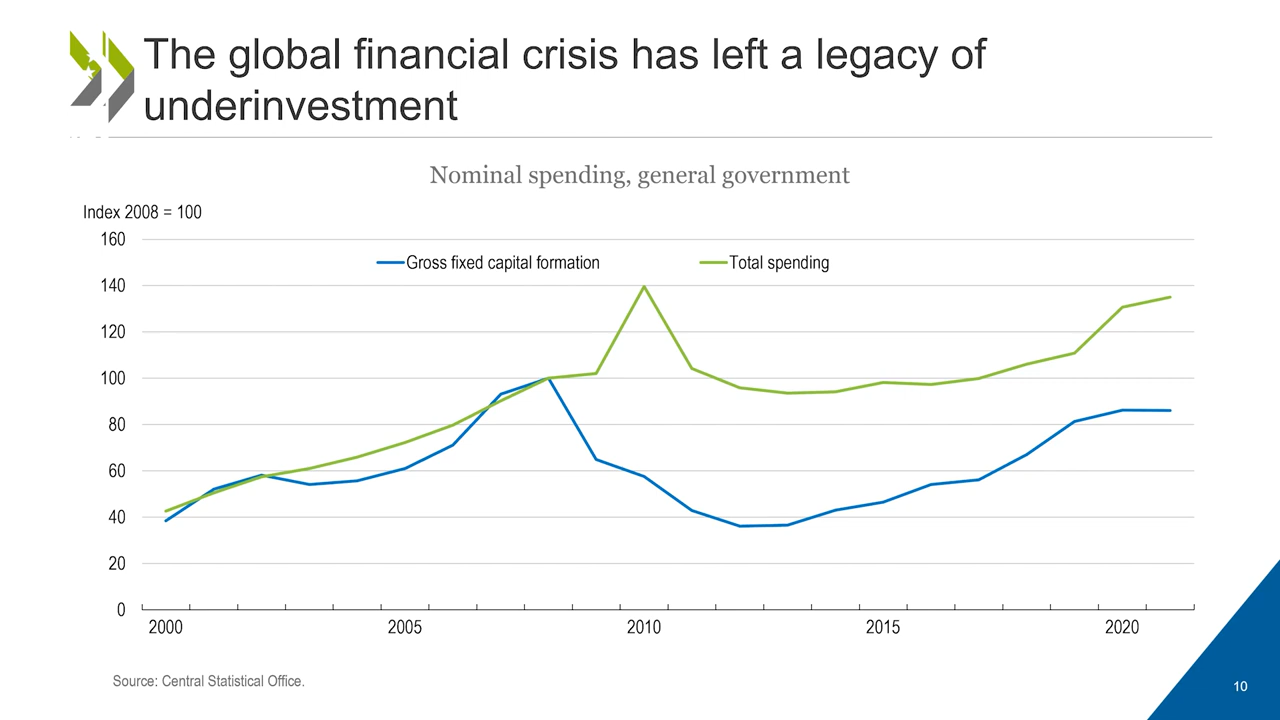 The global financial crisis has left a legacy of
underinvestment
Nominal spending, general government
Index 2008 = 100
160
Gross fixed capital formation
Total spending
140
120
100
80
60
40
20
0
2000
2005
2010
2015
2020
Source: Central Statistical Office.
10